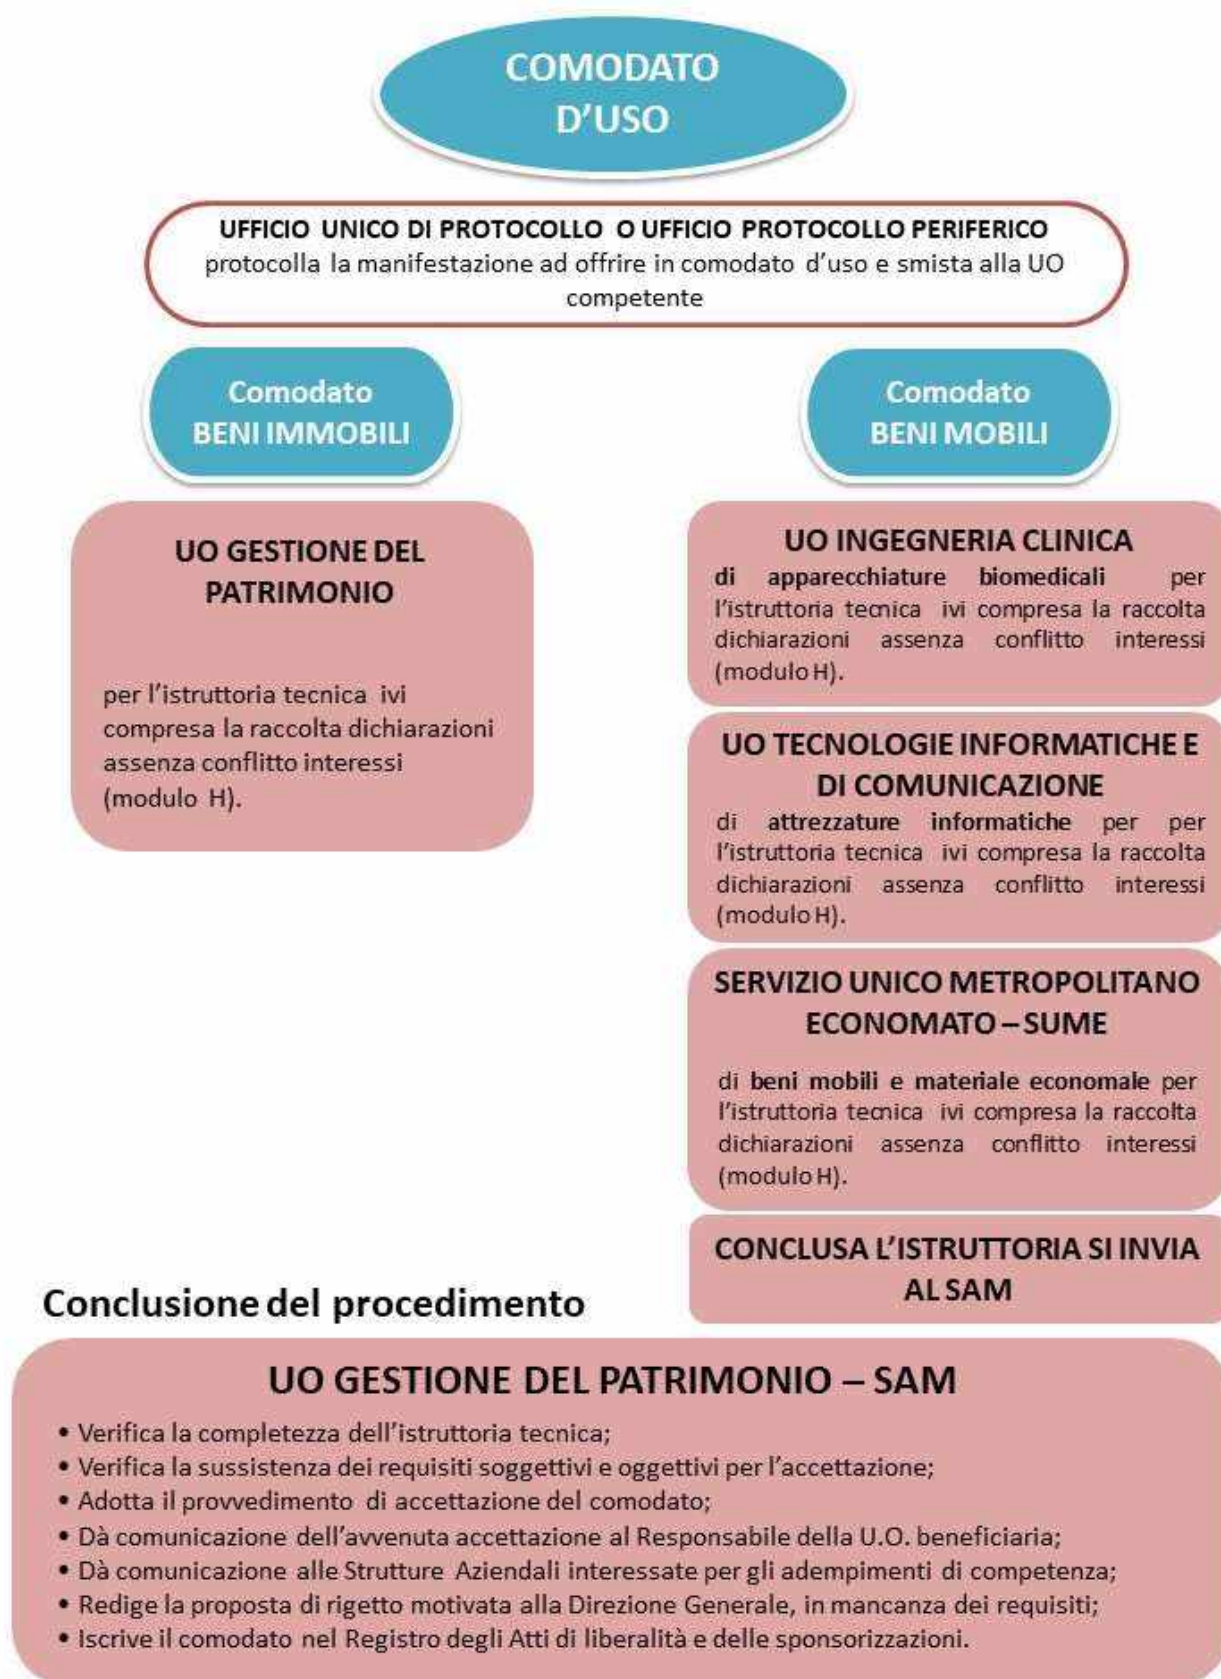 COMODATO
D'USO
UFFICIO UNICO DI PROTOCOLLO O UFFICIO PROTOCOLLO PERIFERICO
protocolla la manifestazione ad offrire in comodato d'uso e smista alla UO
competente
Comodato
BENI IMMOBILI
UO GESTIONE DEL
PATRIMONIO
per l'istruttoria tecnica ivi
compresa la raccolta dichiarazioni
assenza conflitto interessi
(modulo H).
Comodato
BENI MOBILI
UO INGEGNERIA CLINICA
di apparecchiature biomedicali per
l'istruttoria tecnica ivi compresa la raccolta
dichiarazioni assenza conflitto interessi
(modulo H).
UO TECNOLOGIE INFORMATICHE E
DI COMUNICAZIONE
di attrezzature informatiche per per
l'istruttoria tecnica ivi compresa la raccolta
dichiarazioni assenza conflitto interessi
(modulo H).
SERVIZIO UNICO METROPOLITANO
ECONOMATO – SUME
di beni mobili e materiale economale per
l'istruttoria tecnica ivi compresa la raccolta
dichiarazioni assenza conflitto interessi
(modulo H).
CONCLUSA L'ISTRUTTORIA SI INVIA
AL SAM
Conclusione del procedimento
UO GESTIONE DEL PATRIMONIO – SAM
• Verifica la completezza dell'istruttoria tecnica;
• Verifica la sussistenza dei requisiti soggettivi e oggettivi per l'accettazione;
• Adotta il provvedimento di accettazione del comodato;
• Dà comunicazione dell'avvenuta accettazione al Responsabile della U.O. beneficiaria;
• Dà comunicazione alle Strutture Aziendali interessate per gli adempimenti di competenza;
• Redige la proposta di rigetto motivata alla Direzione Generale, in mancanza dei requisiti;
• Iscrive il comodato nel Registro degli Atti di liberalità e delle sponsorizzazioni.